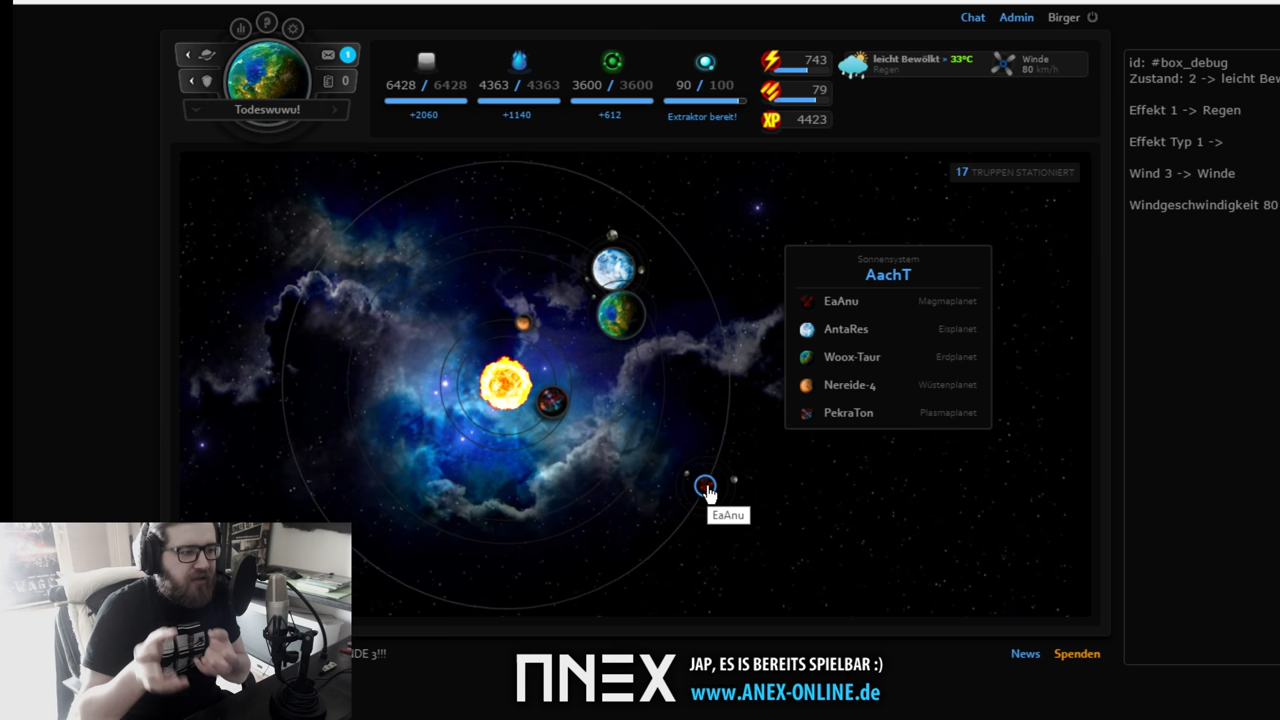 Chat Admin Birger
1
0
Todeswuwu!
6428 / 6428
+2060
4363 / 4363
+1140
3600 / 3600
+612
90 / 100
Extraktor bereit!
743
79
XP 4423
leicht Bewölkt » 33°C
Regen
Winde
80 km/h
id: #box_debug
Zustand: 2 -> leicht Bew
Effekt 1 -> Regen
Effekt Typ 1 ->
Wind 3 -> Winde
Windgeschwindigkeit 80
17 TRUPPEN STATIONIERT
Sonnensystem
AachT
EaAnu Magmaplanet
AntaRes Eisplanet
Woox-Taur Erdplanet
Nereide-4 Wüstenplanet
PekraTon Plasmaplanet
EaAnu
NDE 3!!!
News Spenden
ANEX
JAP, ES IS BEREITS SPIELBAR :)
www.ANEX-ONLINE.de